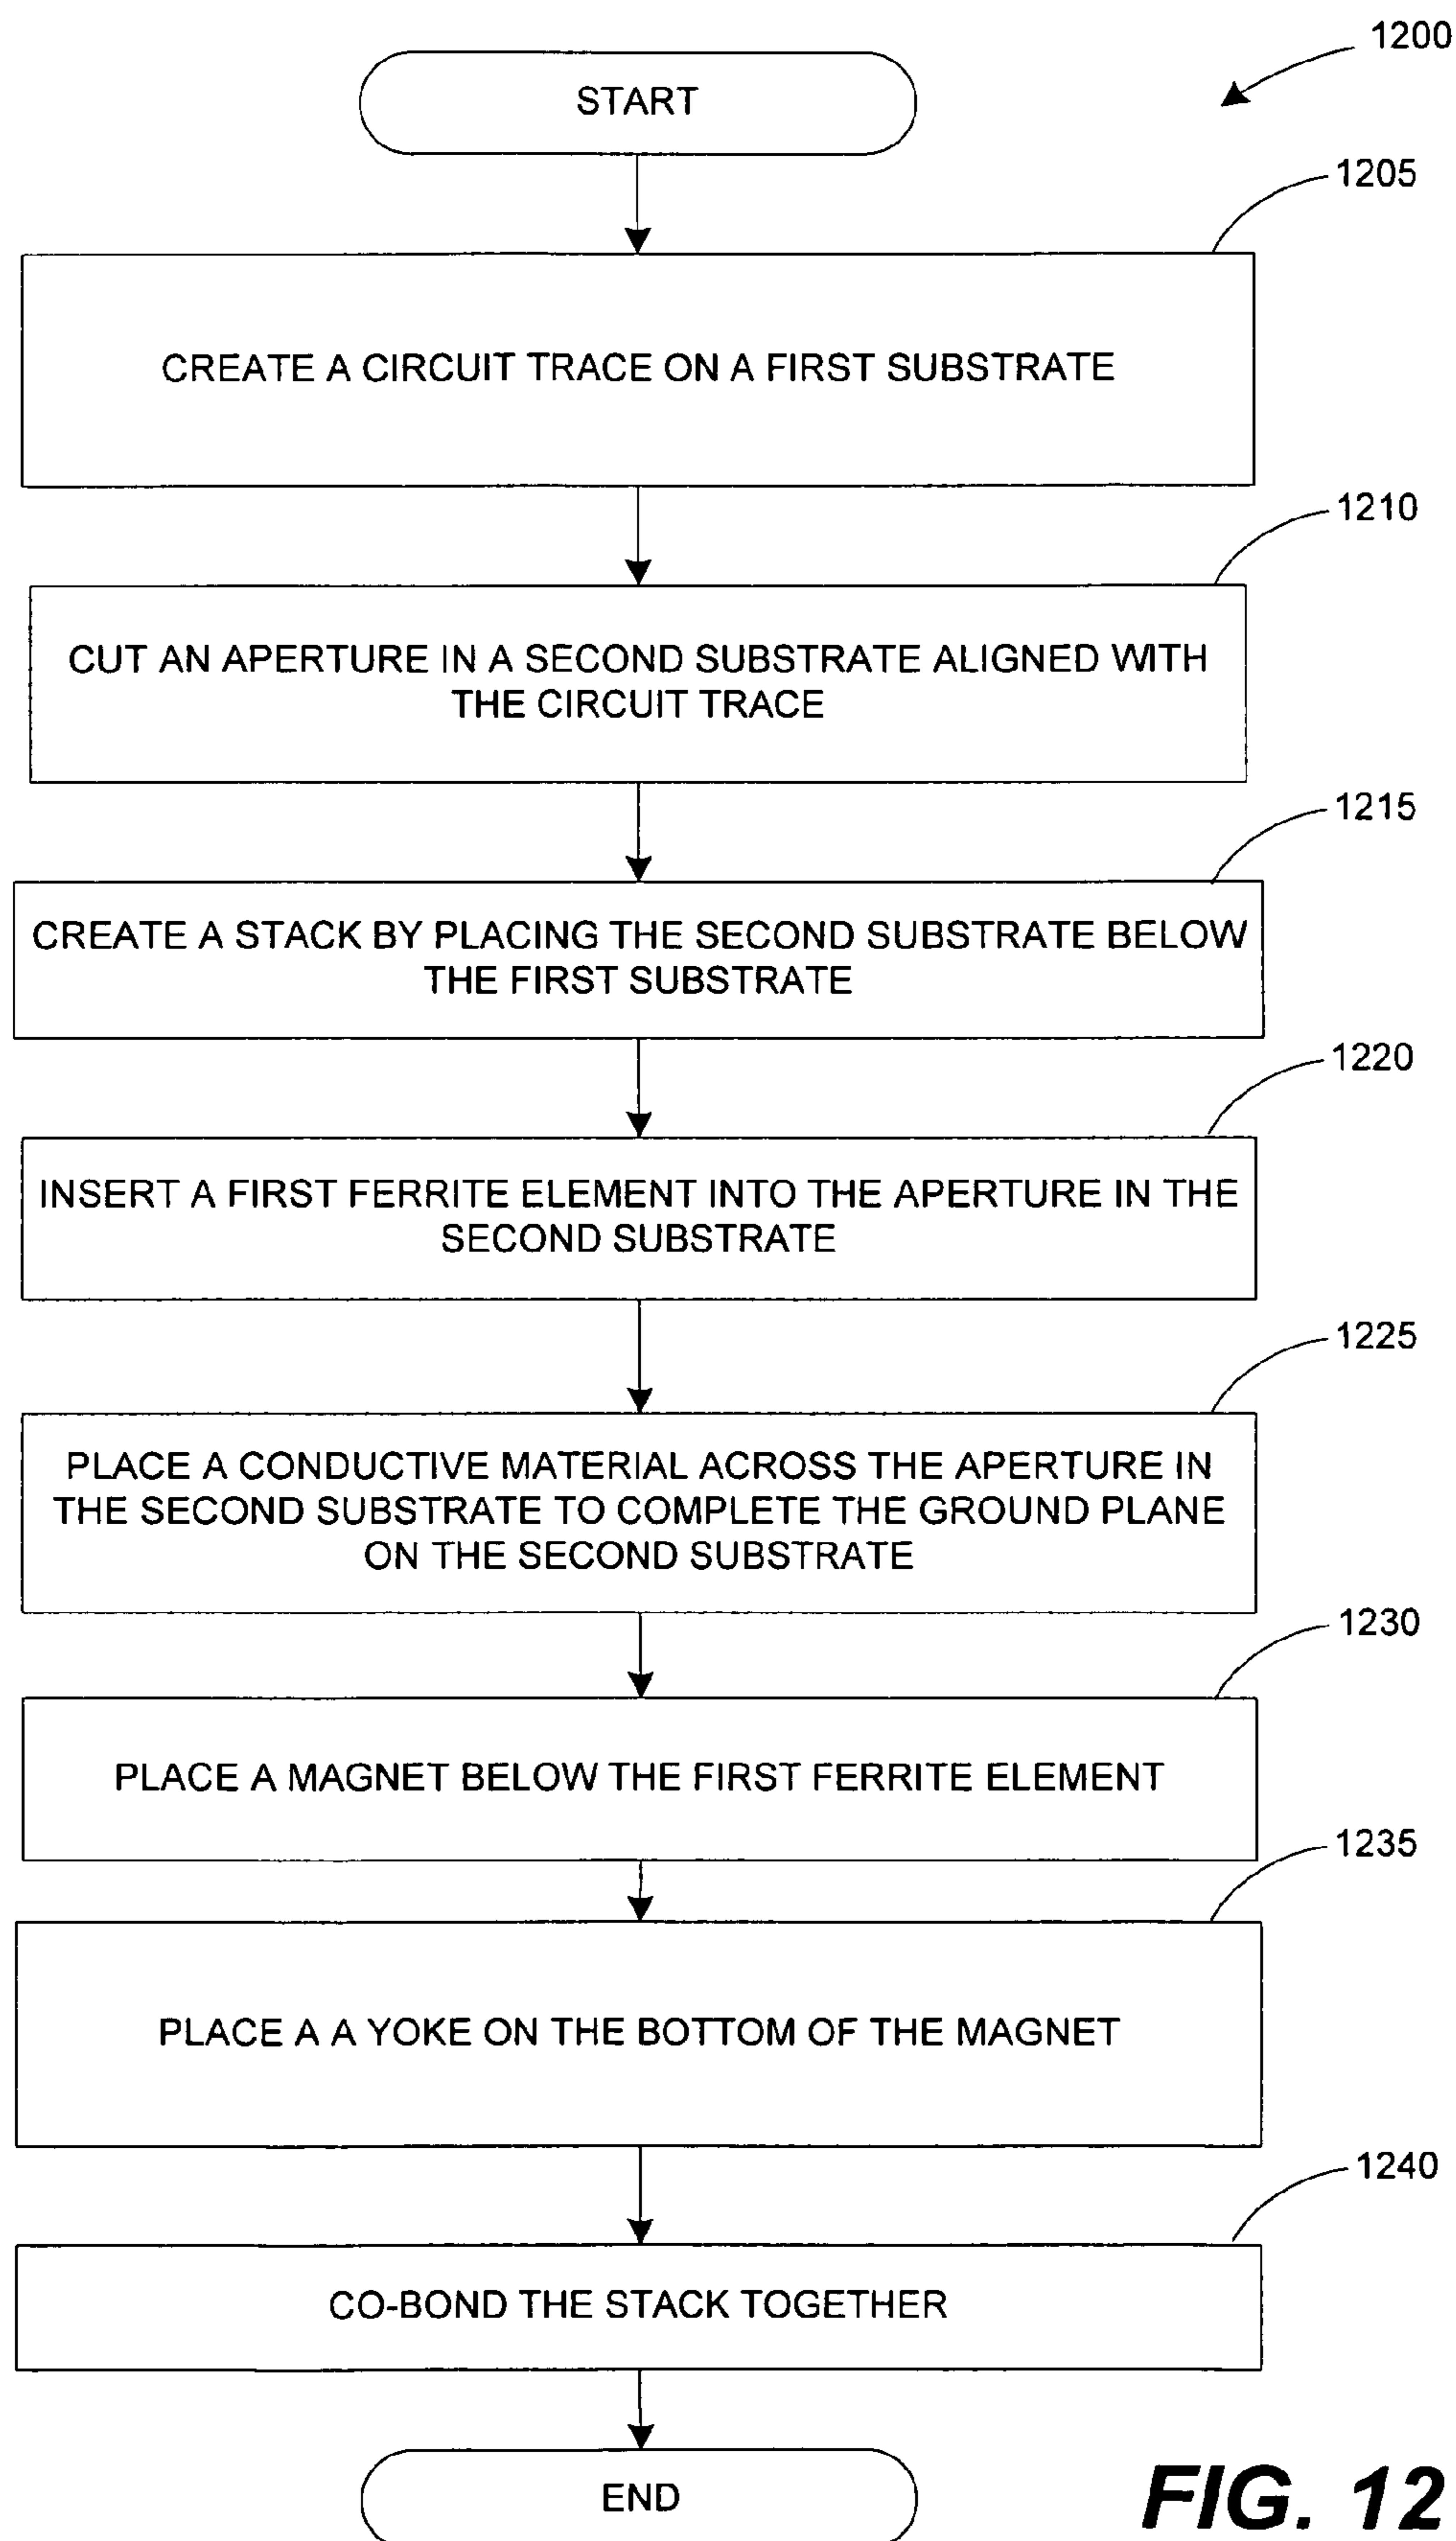 1200
START
1205
CREATE A CIRCUIT TRACE ON A FIRST SUBSTRATE
1210
CUT AN APERTURE IN A SECOND SUBSTRATE ALIGNED WITH
THE CIRCUIT TRACE
1215
CREATE A STACK BY PLACING THE SECOND SUBSTRATE BELOW
THE FIRST SUBSTRATE
1220
INSERT A FIRST FERRITE ELEMENT INTO THE APERTURE IN THE
SECOND SUBSTRATE
1225
PLACE A CONDUCTIVE MATERIAL ACROSS THE APERTURE IN
THE SECOND SUBSTRATE TO COMPLETE THE GROUND PLANE
ON THE SECOND SUBSTRATE
1230
PLACE A MAGNET BELOW THE FIRST FERRITE ELEMENT
1235
PLACE A A YOKE ON THE BOTTOM OF THE MAGNET
1240
CO-BOND THE STACK TOGETHER
END
FIG. 12